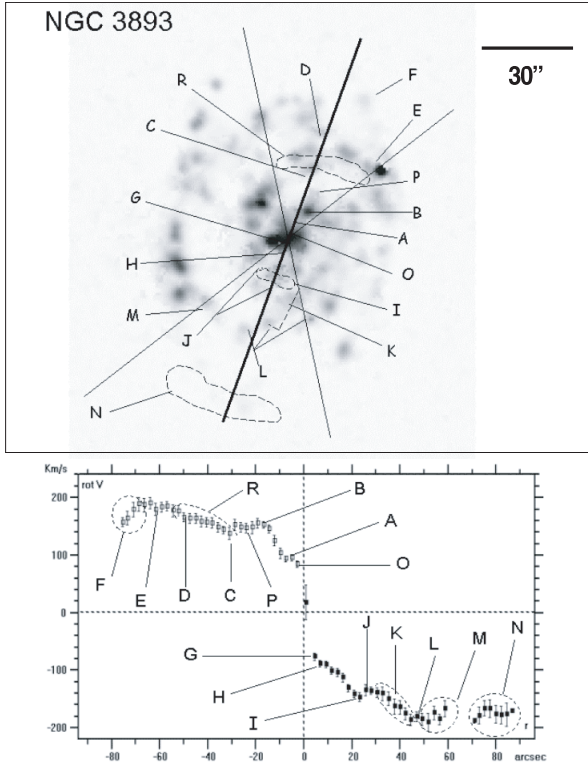 NGC 3893
30”
D
F
R
E
C
P
G
B
A
H
O
M
I
J
K
L
N
Km/s
rot V
200
100
0
-100
-200
R
B
A
O
F
E
D
C
P
G
H
I
J
K
L
M
N
r
-80
-60
-40
-20
0
20
40
60
80
arcsec